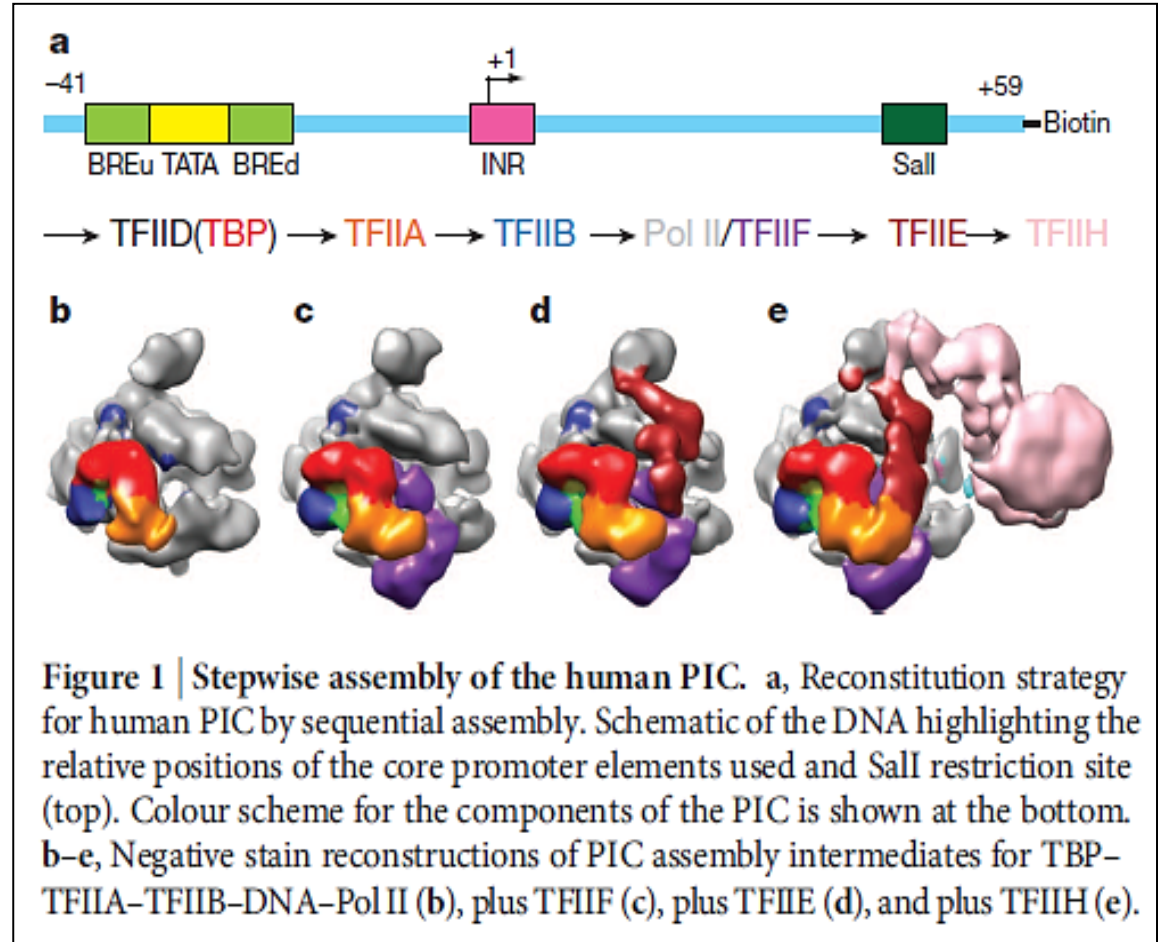 a
+1
–41
+59
Biotin
BREu TATA BREd
INR
SalI
TFIID(TBP) TFIIA TFIIB Pol II/TFIIF TFIIE TFIIH
b c d e
Figure 1 | Stepwise assembly of the human PIC. a, Reconstitution strategy
for human PIC by sequential assembly. Schematic of the DNA highlighting the
relative positions of the core promoter elements used and SalI restriction site
(top). Colour scheme for the components of the PIC is shown at the bottom.
b–e, Negative stain reconstructions of PIC assembly intermediates for TBP–
TFIIA–TFIIB–DNA–Pol II (b), plus TFIIF (c), plus TFIIE (d), and plus TFIIH (e).